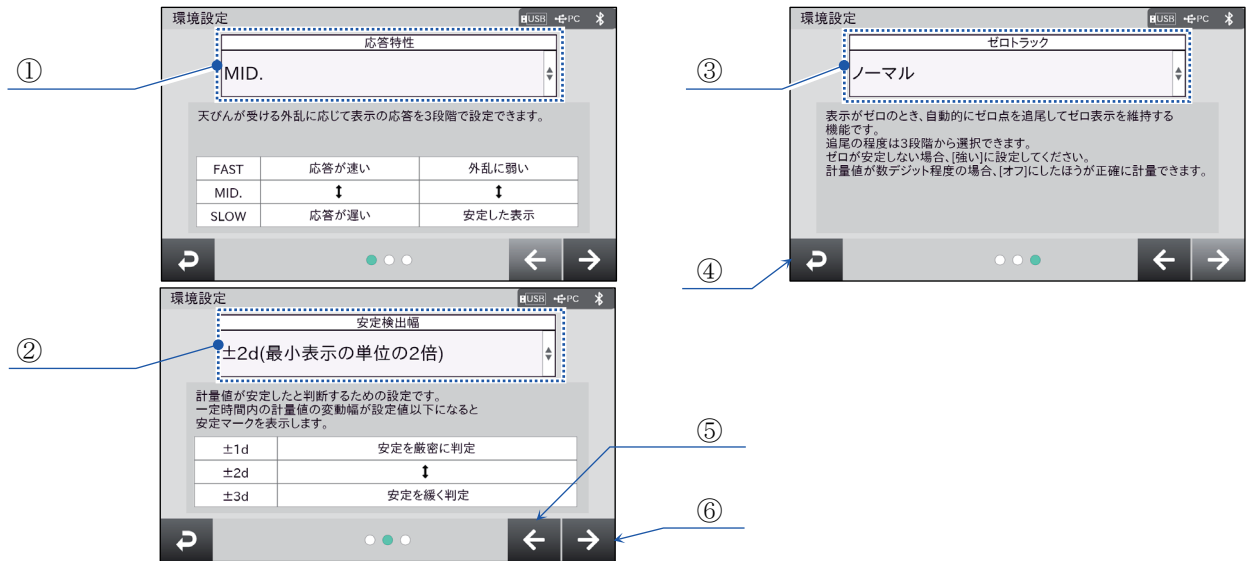 環境設定
USB PC
応答特性
①
MID.
天びんが受ける外乱に応じて表示の応答を3段階で設定できます。
FAST 応答が速い 外乱に弱い
MID. ↕ ↕
SLOW 応答が遅い 安定した表示
環境設定
USB PC
安定検出幅
②
±2d(最小表示の単位の2倍)
計量値が安定したと判断するための設定です。
一定時間内の計量値の変動幅が設定値以下になると
安定マークを表示します。
±1d 安定を厳密に判定
±2d ↕
±3d 安定を緩く判定
環境設定
USB PC
ゼロトラック
③
ノーマル
表示がゼロのとき、自動的にゼロ点を追尾してゼロ表示を維持する
機能です。
追尾の程度は3段階から選択できます。
ゼロが安定しない場合、[強い]に設定してください。
計量値が数デジット程度の場合、[オフ]にしたほうが正確に計量できます。
④
⑤
⑥